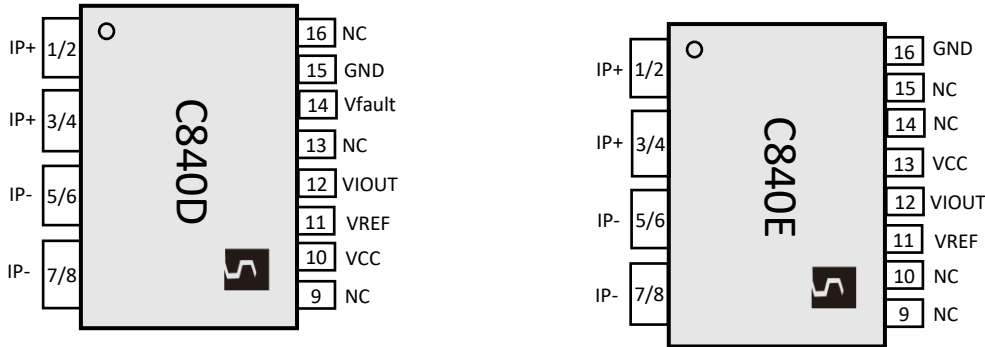 IP+ 1/2
IP+ 3/4
IP- 5/6
IP- 7/8
C840D
16 NC
15 GND
14 Vfault
13 NC
12 VIOUT
11 VREF
10 VCC
9 NC
IP+ 1/2
IP+ 3/4
IP- 5/6
IP- 7/8
C840E
16 GND
15 NC
14 NC
13 VCC
12 VIOUT
11 VREF
10 NC
9 NC